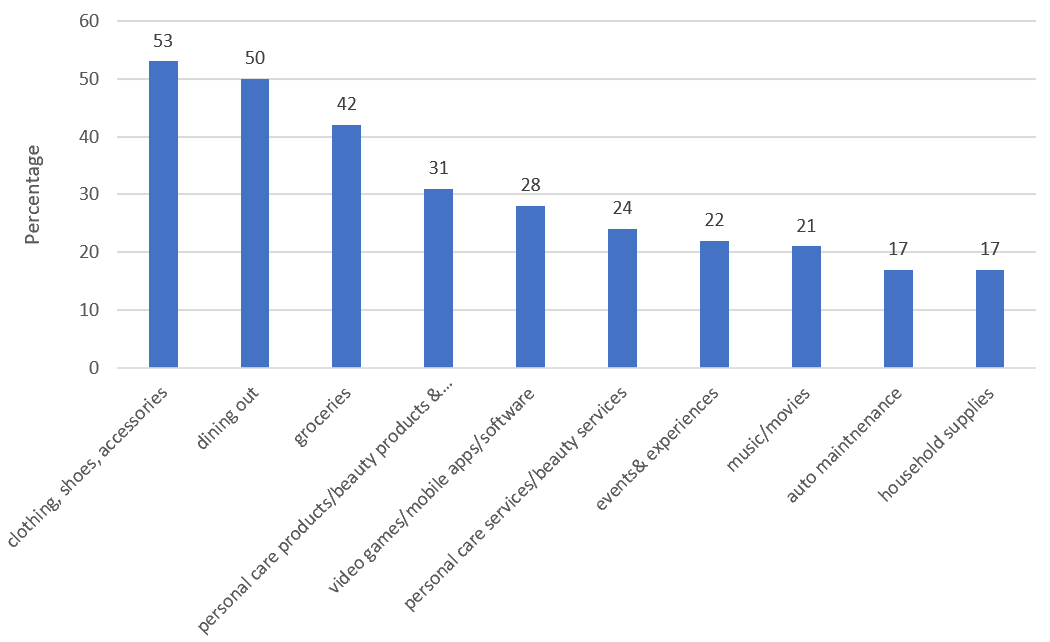 60
50
40
30
20
10
0
Percentage
53
50
42
31
28
24
22
21
17
17
clothing, shoes, accessories
dining out
groceries
personal care products/beauty products &...
video games/mobile apps/software
personal care services/beauty services
events& experiences
music/movies
auto maintnenance
household supplies